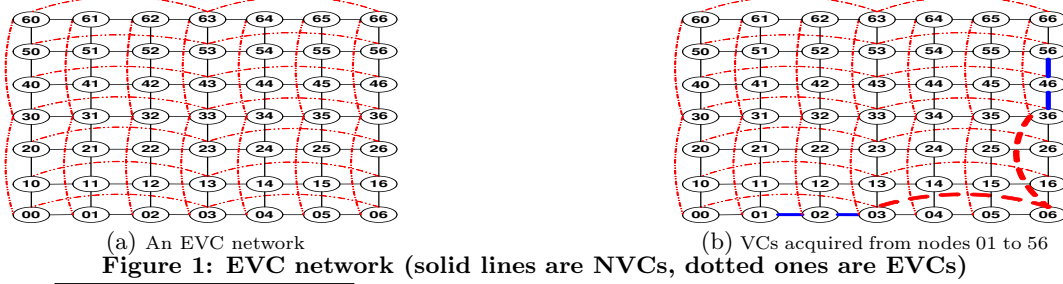 60 61 62 63 64 65 66 60 61 62 63 64 65 66
50 51 52 53 54 55 56 50 51 52 53 54 55 56
40 41 42 43 44 45 46 40 41 42 43 44 45 46
30 31 32 33 34 35 36 30 31 32 33 34 35 36
20 21 22 23 24 25 26 20 21 22 23 24 25 26
10 11 12 13 14 15 16 10 11 12 13 14 15 16
00 01 02 03 04 05 06 00 01 02 03 04 05 06
(a) An EVC network (b) VCs acquired from nodes 01 to 56
Figure 1: EVC network (solid lines are NVCs, dotted ones are EVCs)